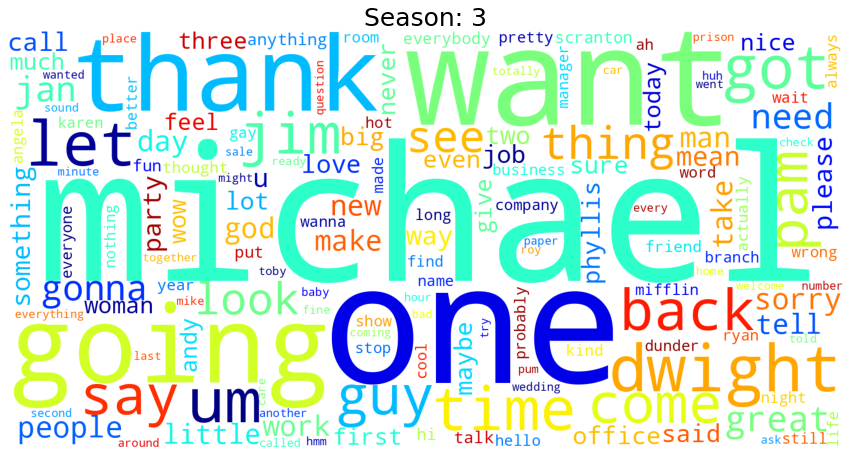 Season: 3
call
place
three
anything
room
thank
want
everybody
pretty
scranton
ah
prison
nice
much
wanted
jan
sound
better
question
never
manager
totally
car
huh
went
today
got
wait
always
let
karen
feel
day
gay
sale
jim
hot
big
see
two
even
job
thing
man
mean
word
need
check
please
angela
minute
fun
thought
ready
might
u
love
made
business
sure
something
everyone
nothing
party
together
wow
lot
god
put
toby
michael
wanna
new
make
long
way
find
name
give
company
paper
roy
phyllis
every
friend
take
branch
actually
home
pam
wrong
gonna
woman
year
mike
look
baby
fine
hour
one
mifflin
back
welcome
number
sorry
tell
told
everything
going
andy
last
show
coming
stop
bad
cool
maybe
try
probably
pum
kind
dunder
ryan
dwight
say
um
care
guy
time
wedding
come
night
great
life
second
people
around
little
another
work
called
hmm
first
hi
talk
hello
office
said
ask
still